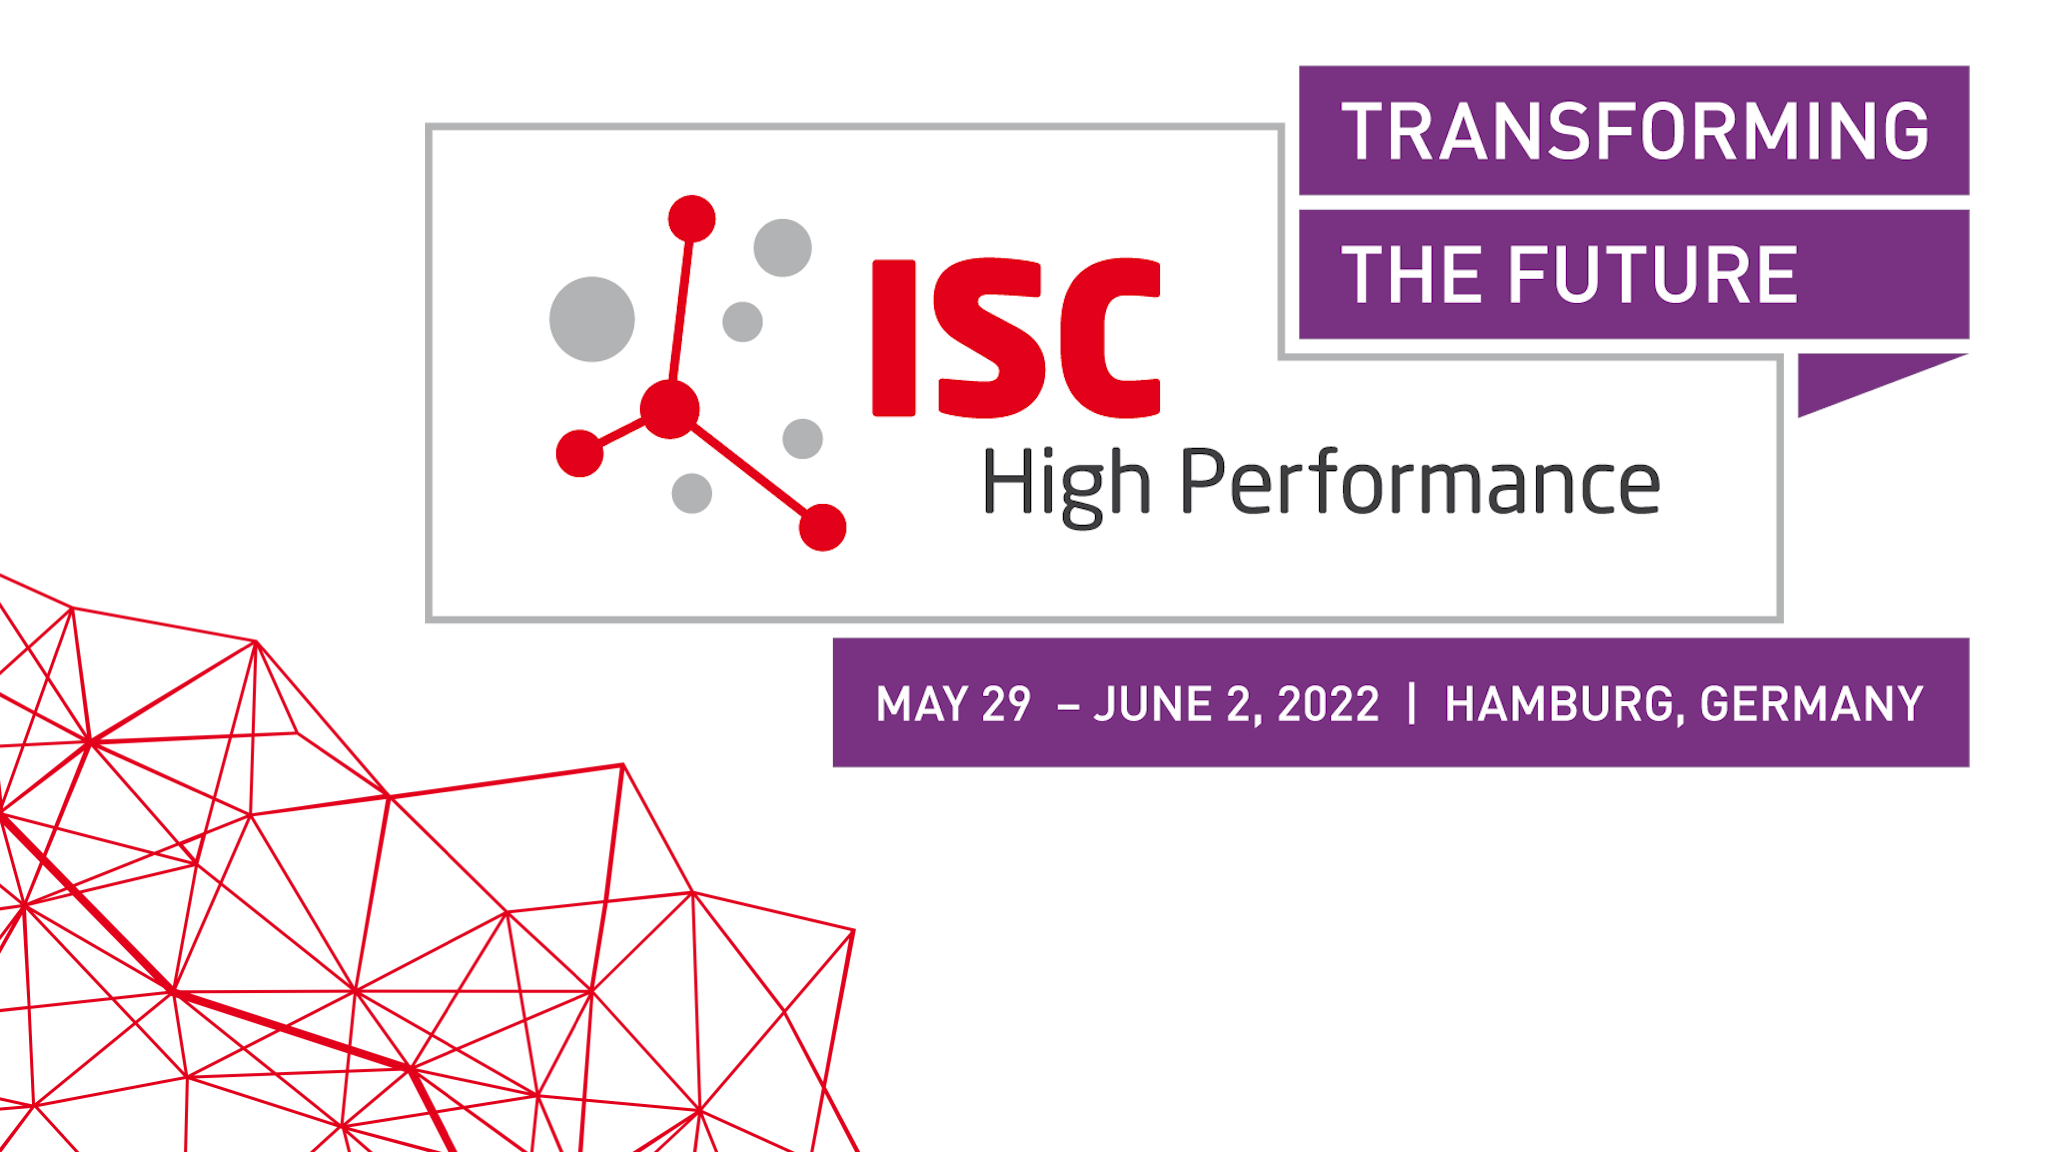 TRANSFORMING
THE FUTURE
ISC
High Performance
MAY 29 – JUNE 2, 2022 | HAMBURG, GERMANY